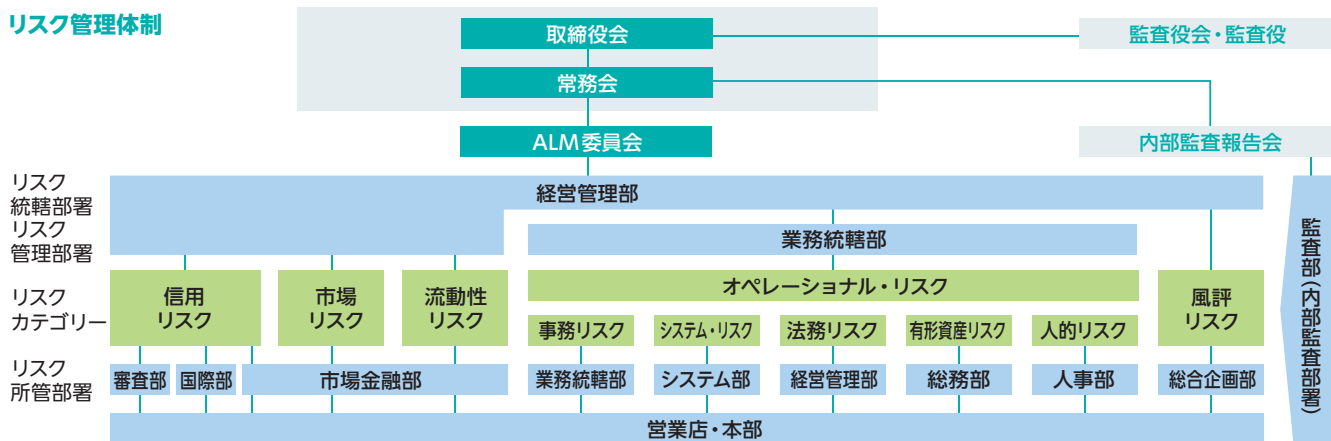 リスク管理体制
取締役会
監査役会・監査役
常務会
ALM委員会
内部監査報告会
リスク
統轄部署
経営管理部
リスク
管理部署
業務統轄部
リスク
カテゴリー
信用
リスク
市場
リスク
流動性
リスク
オペレーショナル・リスク
事務リスク
システム・リスク
法務リスク
有形資産リスク
人的リスク
風評
リスク
リスク
所管部署
審査部
国際部
市場金融部
業務統轄部
システム部
経営管理部
総務部
人事部
総合企画部
営業店・本部
監査部(内部監査部署)